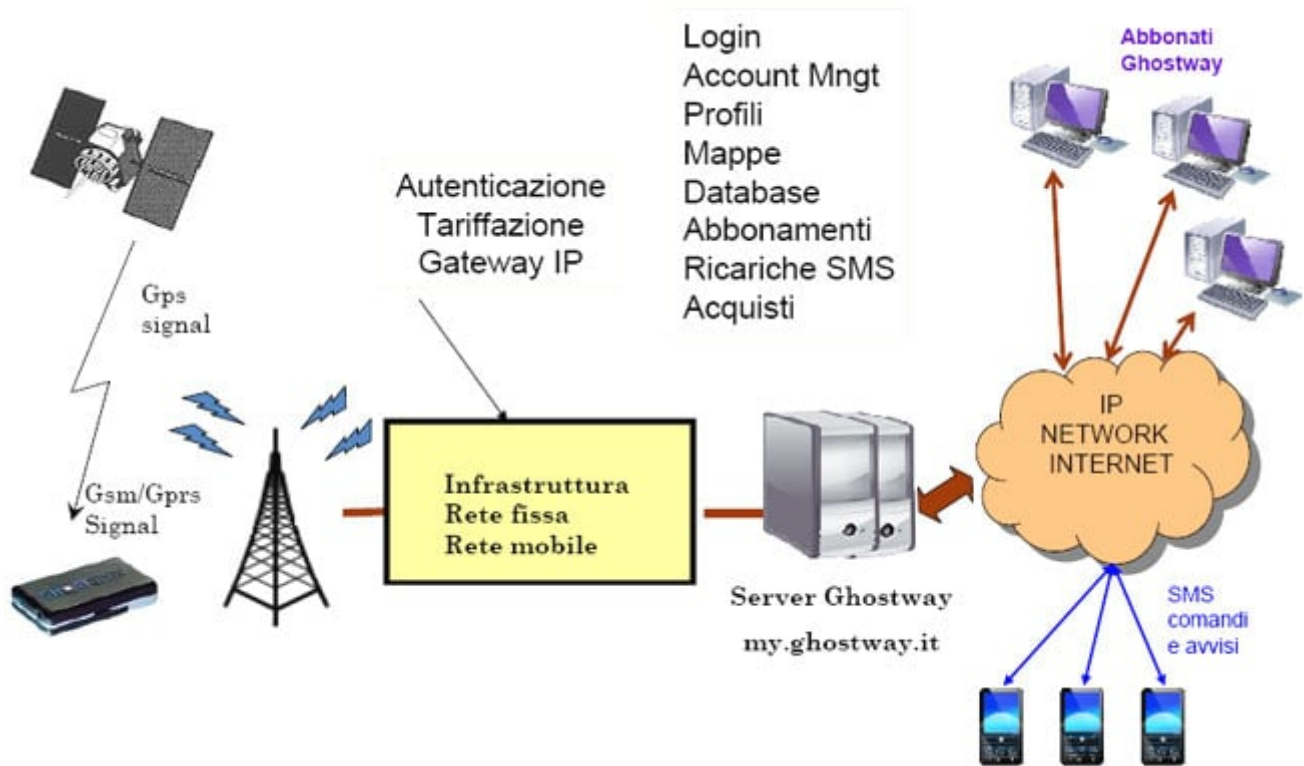 Login
Account Mngt
Profili
Mappe
Database
Abbonamenti
Ricariche SMS
Acquisti
Abbonati
Ghostway
Autenticazione
Tariffazione
Gateway IP
Gps
signal
Gsm/Gprs
Signal
Infrastruttura
Rete fissa
Rete mobile
Server Ghostway
my.ghostway.it
IP
NETWORK
INTERNET
SMS
comandi
e avvisi